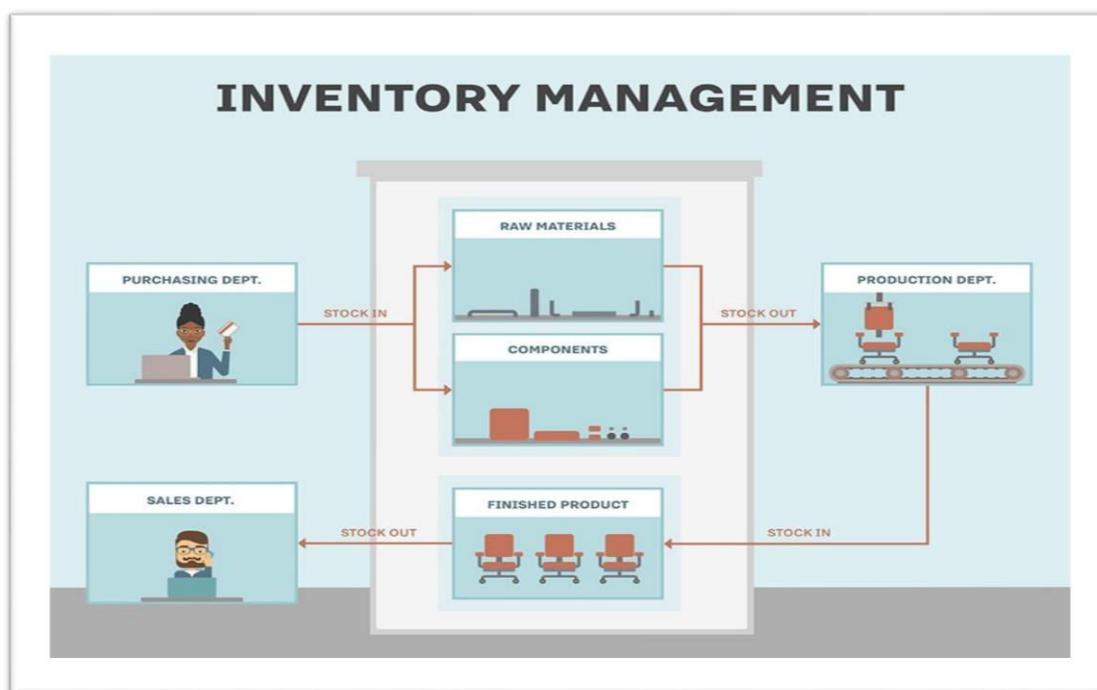 INVENTORY MANAGEMENT
RAW MATERIALS
PURCHASING DEPT.
PRODUCTION DEPT.
STOCK IN
STOCK OUT
COMPONENTS
SALES DEPT.
FINISHED PRODUCT
STOCK OUT
STOCK IN